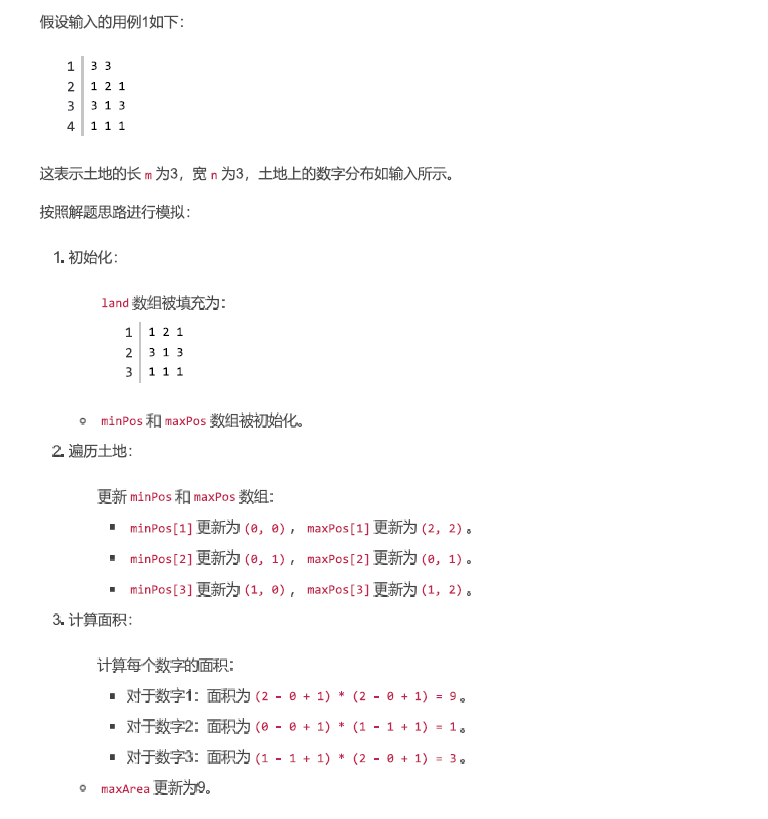 假设输入的用例1如下：
1 3 3
2 1 2 1
3 3 1 3
4 1 1 1
这表示土地的长 m 为3，宽 n 为3，土地上的数字分布如输入所示。
按照解题思路进行模拟：
1. 初始化：
land 数组被填充为：
1 1 2 1
2 3 1 3
3 1 1 1
minPos 和 maxPos 数组被初始化。
2. 遍历土地：
更新 minPos 和 maxPos 数组：
minPos[1] 更新为 (0, 0) ， maxPos[1] 更新为 (2, 2) 。
minPos[2] 更新为 (0, 1) ， maxPos[2] 更新为 (0, 1) 。
minPos[3] 更新为 (1, 0) ， maxPos[3] 更新为 (1, 2) 。
3. 计算面积：
计算每个数字的面积：
对于数字1：面积为 (2 - 0 + 1) * (2 - 0 + 1) = 9 。
对于数字2：面积为 (0 - 0 + 1) * (1 - 1 + 1) = 1 。
对于数字3：面积为 (1 - 1 + 1) * (2 - 0 + 1) = 3 。
maxArea 更新为9。